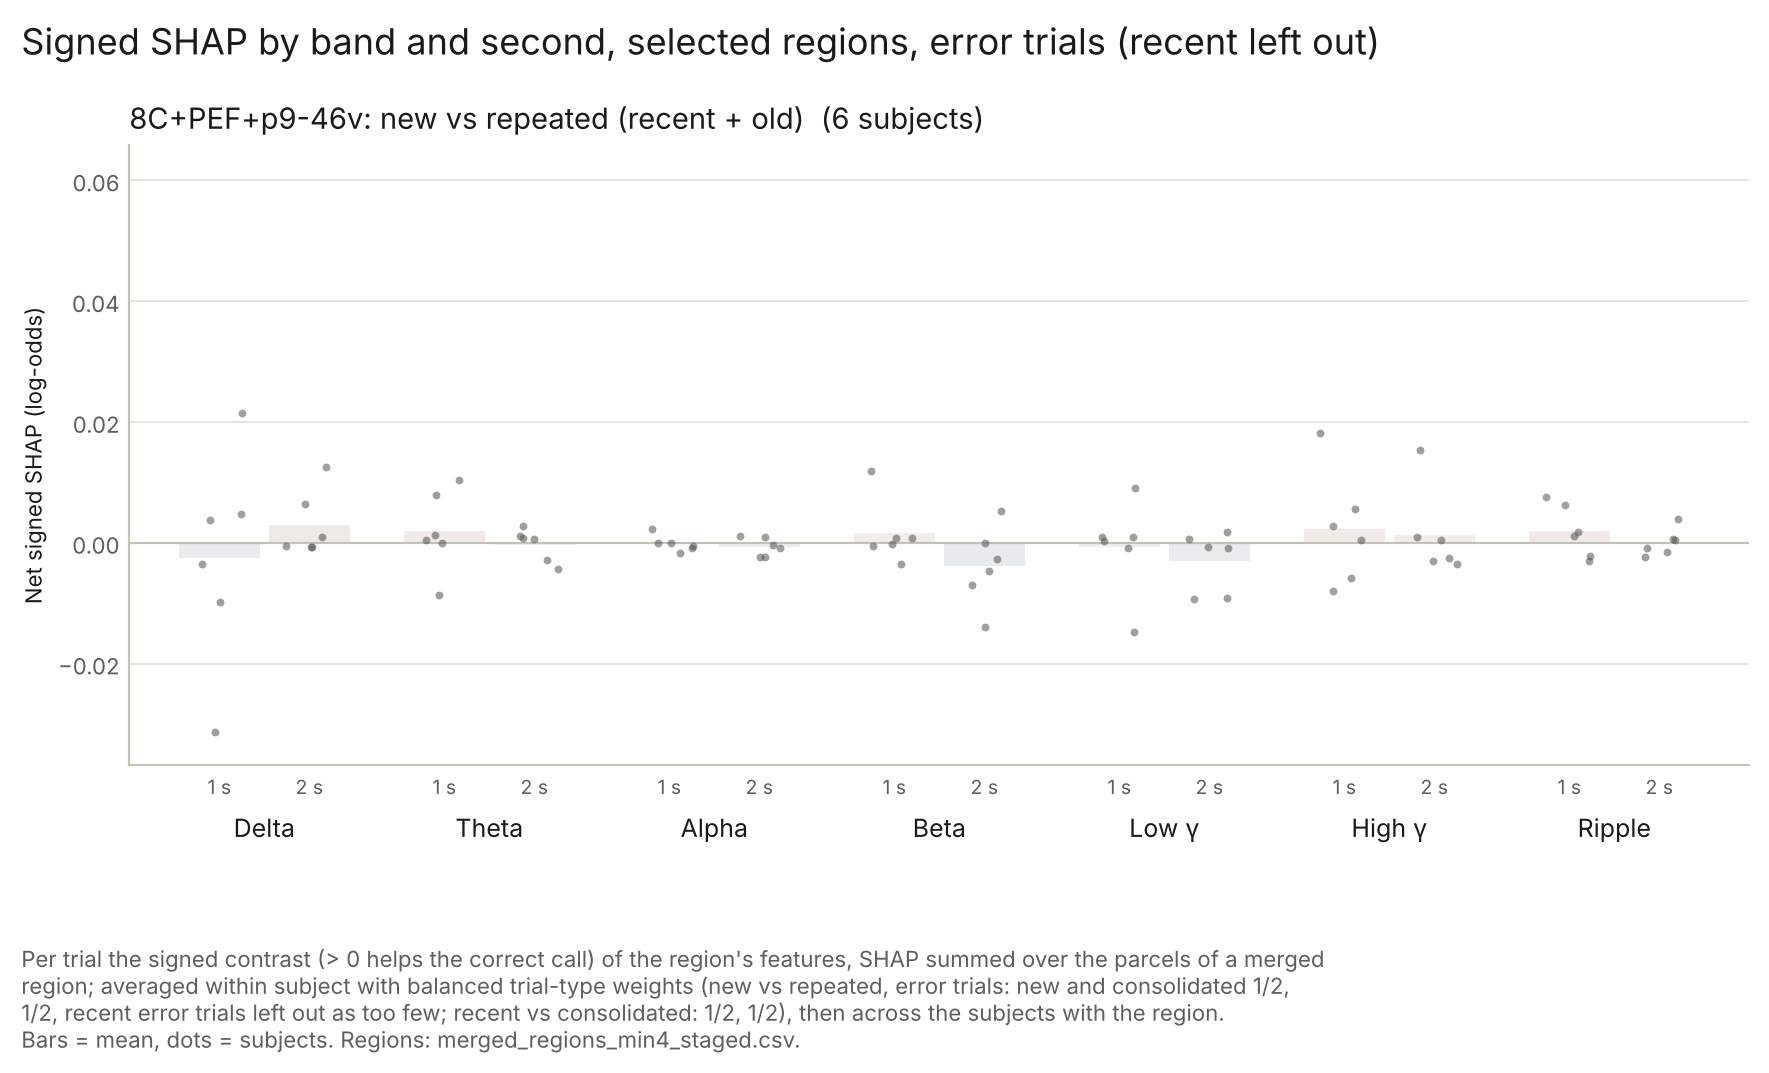 Signed SHAP by band and second, selected regions, error trials (recent left out)
8C+PEF+p9-46v: new vs repeated (recent + old)  (6 subjects)
Net signed SHAP (log-odds)
0.06
0.04
0.02
0.00
−0.02
1 s 2 s 1 s 2 s 1 s 2 s 1 s 2 s 1 s 2 s 1 s 2 s 1 s 2 s
Delta Theta Alpha Beta Low γ High γ Ripple
Per trial the signed contrast (> 0 helps the correct call) of the region's features, SHAP summed over the parcels of a merged
region; averaged within subject with balanced trial-type weights (new vs repeated, error trials: new and consolidated 1/2,
1/2, recent error trials left out as too few; recent vs consolidated: 1/2, 1/2), then across the subjects with the region.
Bars = mean, dots = subjects. Regions: merged_regions_min4_staged.csv.